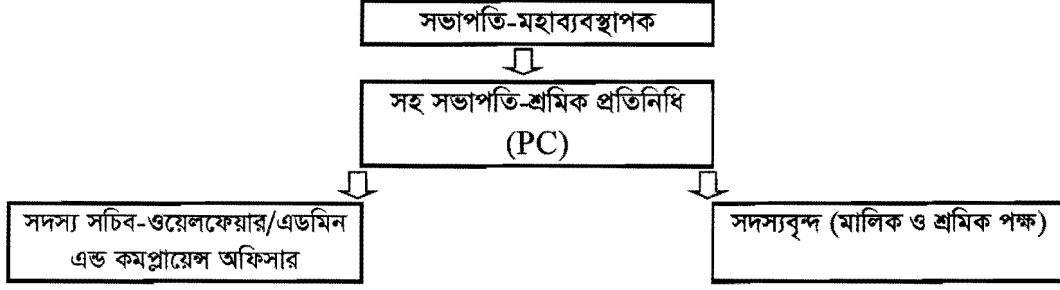 সভাপতি-মহাব্যবস্থাপক
সহ সভাপতি-শ্রমিক প্রতিনিধি
(PC)
সদস্য সচিব-ওয়েলফেয়ার/এডমিন
এন্ড কমপ্লায়েন্স অফিসার
সদস্যবৃন্দ (মালিক ও শ্রমিক পক্ষ)